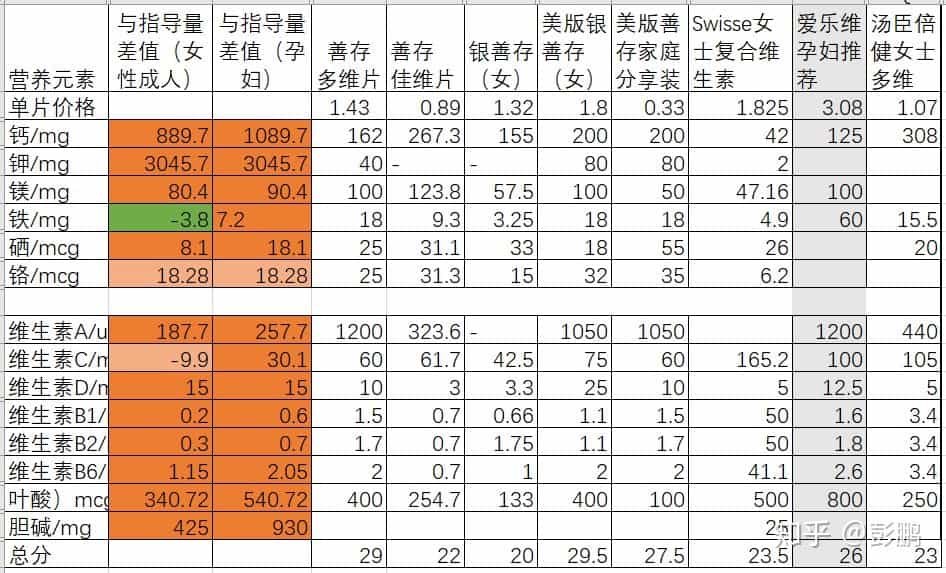 营养元素 与指导量差值（女性成人） 与指导量差值（孕妇） 善存多维片 善存佳维片 银善存（女） 美版银善存（女） 美版善存家庭分享装 Swisse女士复合维生素 爱乐维孕妇推荐 汤臣倍健女士多维
单片价格 1.43 0.89 1.32 1.8 0.33 1.825 3.08 1.07
钙/mg 889.7 1089.7 162 267.3 155 200 200 42 125 308
钾/mg 3045.7 3045.7 40 - - 80 80 2
镁/mg 80.4 90.4 100 123.8 57.5 100 50 47.16 100
铁/mg -3.8 7.2 18 9.3 3.25 18 18 4.9 60 15.5
硒/mcg 8.1 18.1 25 31.1 33 18 55 26 20
铬/mcg 18.28 18.28 25 31.3 15 32 35 6.2
维生素A/u 187.7 257.7 1200 323.6 - 1050 1050 1200 440
维生素C/m -9.9 30.1 60 61.7 42.5 75 60 165.2 100 105
维生素D/m 15 15 10 3 3.3 25 10 5 12.5 5
维生素B1/ 0.2 0.6 1.5 0.7 0.66 1.1 1.5 50 1.6 3.4
维生素B2/ 0.3 0.7 1.7 0.7 1.75 1.1 1.7 50 1.8 3.4
维生素B6/ 1.15 2.05 2 0.7 1 2 2 41.1 2.6 3.4
叶酸）mcg 340.72 540.72 400 254.7 133 400 100 500 800 250
胆碱/mg 425 930 25
总分 29 22 20 29.5 27.5 23.5 26 23
知乎 @彭鹏